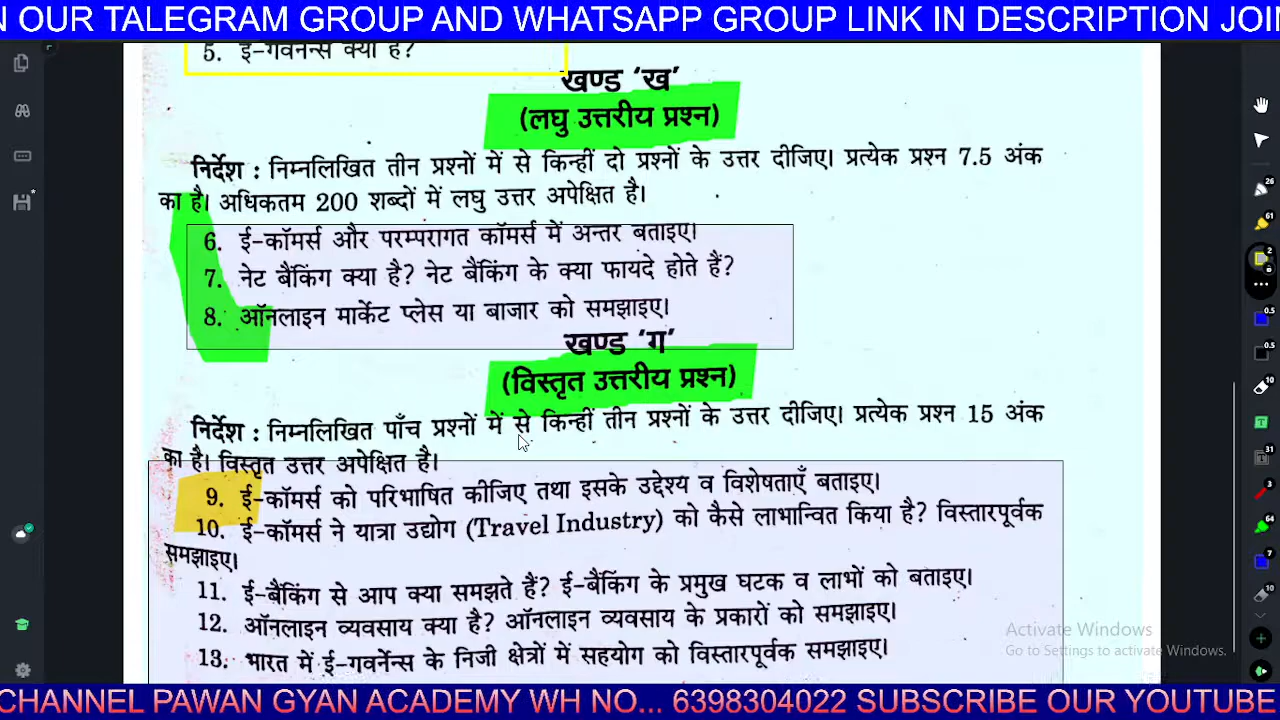 N OUR TALEGRAM GROUP AND WHATSAPP GROUP LINK IN DESCRIPTION JOI
5. ई-गवर्नेन्स क्या है?
खण्ड ‘ख’
(लघु उत्तरीय प्रश्न)
निर्देश : निम्नलिखित तीन प्रश्नों में से किन्हीं दो प्रश्नों के उत्तर दीजिए। प्रत्येक प्रश्न 7.5 अंक
का है। अधिकतम 200 शब्दों में लघु उत्तर अपेक्षित है।
6. ई-कॉमर्स और परम्परागत कॉमर्स में अन्तर बताइए।
7. नेट बैंकिंग क्या है? नेट बैंकिंग के क्या फायदे होते हैं?
8. ऑनलाइन मार्केट प्लेस या बाजार को समझाइए।
खण्ड ‘ग’
(विस्तृत उत्तरीय प्रश्न)
निर्देश : निम्नलिखित पाँच प्रश्नों में से किन्हीं तीन प्रश्नों के उत्तर दीजिए। प्रत्येक प्रश्न 15 अंक
का है। विस्तृत उत्तर अपेक्षित है।
9. ई-कॉमर्स को परिभाषित कीजिए तथा इसके उद्देश्य व विशेषताएँ बताइए।
10. ई-कॉमर्स ने यात्रा उद्योग (Travel Industry) को कैसे लाभान्वित किया है? विस्तारपूर्वक
समझाइए।
11. ई-बैंकिंग से आप क्या समझते हैं? ई-बैंकिंग के प्रमुख घटक व लाभों को बताइए।
12. ऑनलाइन व्यवसाय क्या है? ऑनलाइन व्यवसाय के प्रकारों को समझाइए।
13. भारत में ई-गवर्नेन्स के निजी क्षेत्रों में सहयोग को विस्तारपूर्वक समझाइए।
Activate Windows
Go to Settings to activate Windows.
CHANNEL PAWAN GYAN ACADEMY WH NO... 6398304022 SUBSCRIBE OUR YOUTUBE